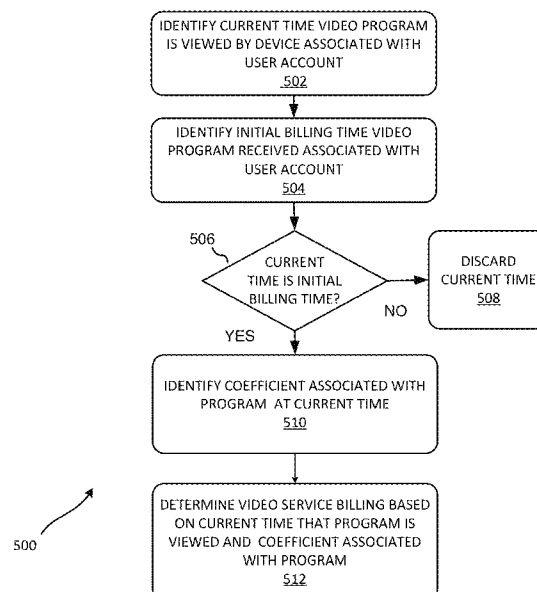 IDENTIFY CURRENT TIME VIDEO PROGRAM
IS VIEWED BY DEVICE ASSOCIATED WITH
USER ACCOUNT
502
IDENTIFY INITIAL BILLING TIME VIDEO
PROGRAM RECEIVED ASSOCIATED WITH
USER ACCOUNT
504
506
CURRENT
TIME IS INITIAL
BILLING TIME?
NO
DISCARD
CURRENT TIME
508
YES
IDENTIFY COEFFICIENT ASSOCIATED WITH
PROGRAM AT CURRENT TIME
510
DETERMINE VIDEO SERVICE BILLING BASED
ON CURRENT TIME THAT PROGRAM IS
VIEWED AND COEFFICIENT ASSOCIATED
WITH PROGRAM
512
500